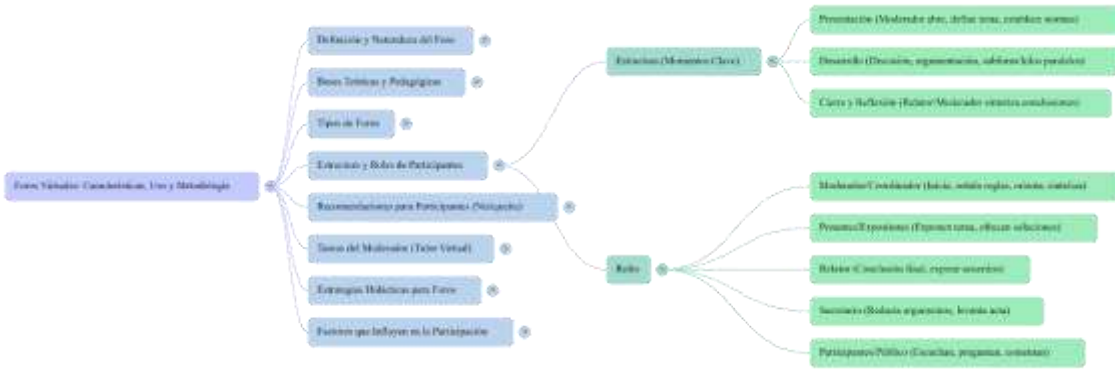 Foros Virtuales: Características, Uso y Metodología
Definición y Naturaleza del Foro
Bases Teóricas y Pedagógicas
Tipos de Foros
Estructura y Roles de Participantes
Recomendaciones para Participantes (Netiqueta)
Tareas del Moderador (Tutor Virtual)
Estrategias Didácticas para Foros
Factores que Influyen en la Participación
Estructura (Momentos Clave)
Presentación (Moderador abre, define tema, establece normas)
Desarrollo (Discusión, argumentación, subforos/hilos paralelos)
Cierre y Reflexión (Relator/Moderador sintetiza conclusiones)
Roles
Moderador/Coordinador (Inicia, señala reglas, orienta, sintetiza)
Ponentes/Expositores (Exponen tema, ofrecen soluciones)
Relator (Conclusión final, expone acuerdos)
Secretario (Redacta argumentos, levanta acta)
Participantes/Público (Escuchan, preguntan, comentan)